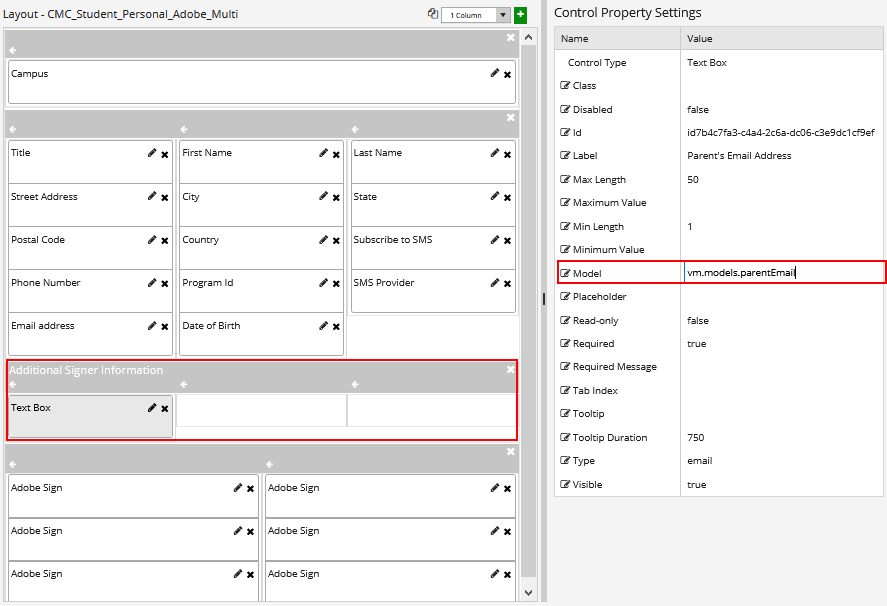 Layout - CMC_Student_Personal_Adobe_Multi
1 Column
Campus
Title First Name Last Name
Street Address City State
Postal Code Country Subscribe to SMS
Phone Number Program Id SMS Provider
Email address Date of Birth
Additional Signer Information
Text Box
Adobe Sign Adobe Sign
Adobe Sign Adobe Sign
Adobe Sign Adobe Sign
Control Property Settings
Name Value
Control Type Text Box
Class
Disabled false
Id id7b4c7fa3-c4a4-2c6a-dc06-c3e9dc1cf9ef
Label Parent's Email Address
Max Length 50
Maximum Value
Min Length 1
Minimum Value
Model vm.models.parentEmail
Placeholder
Read-only false
Required true
Required Message
Tab Index
Tooltip
Tooltip Duration 750
Type email
Visible true